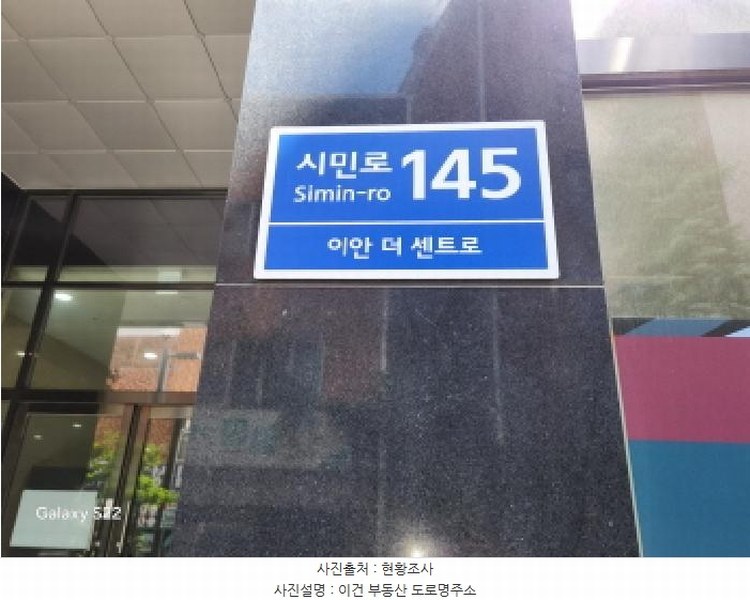 시민로 145
Simin-ro
이안 더 센트로
Galaxy S22
사진출처 : 현황조사
사진설명 : 이건 부동산 도로명주소